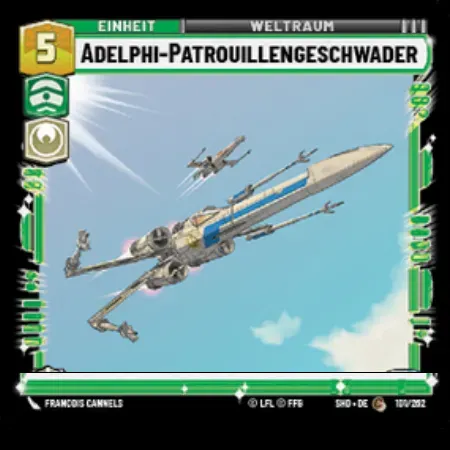 EINHEIT WELTRAUM
5 ADELPHI-PATROUILLENGESCHWADER
FRANCOIS CANNELS © LFL © FFG SHD • DE 101/262